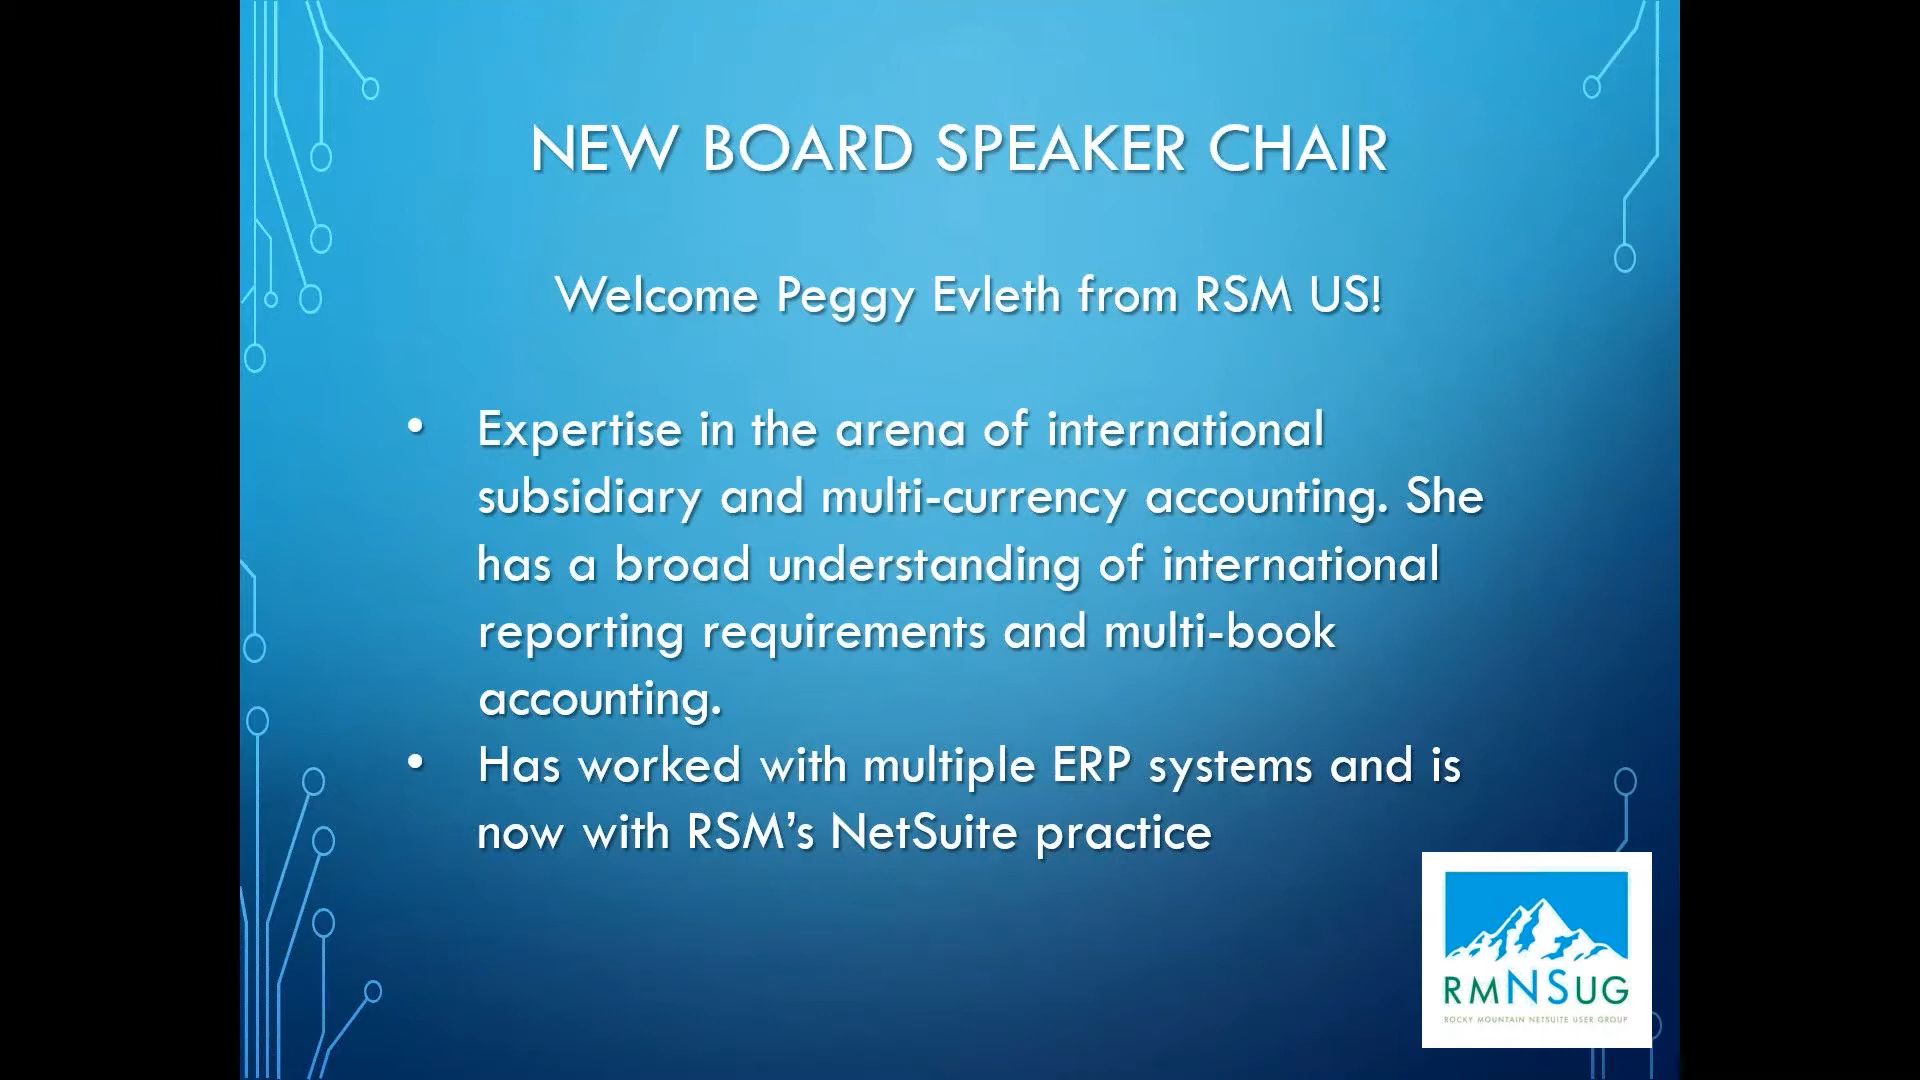 NEW BOARD SPEAKER CHAIR
Welcome Peggy Evleth from RSM US!
• Expertise in the arena of international
subsidiary and multi-currency accounting. She
has a broad understanding of international
reporting requirements and multi-book
accounting.
• Has worked with multiple ERP systems and is
now with RSM’s NetSuite practice
RMNSUG
ROCKY MOUNTAIN NETSUITE USER GROUP